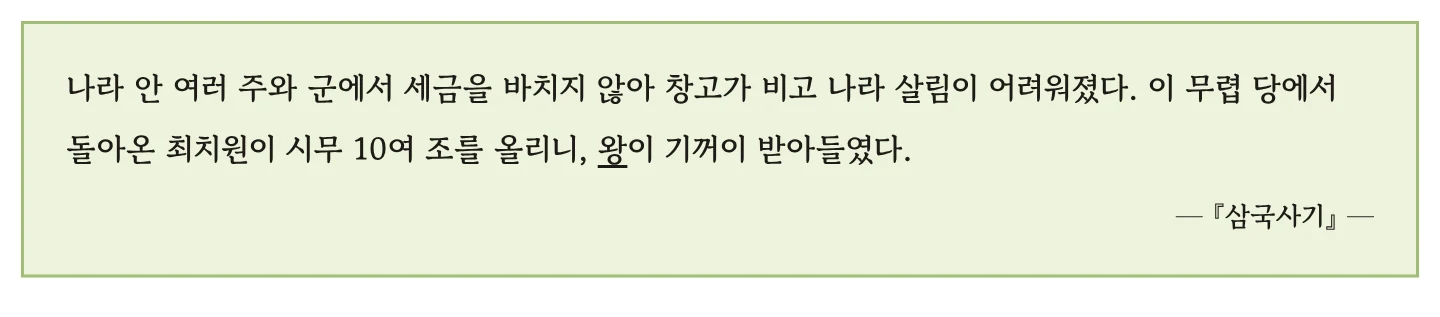 나라 안 여러 주와 군에서 세금을 바치지 않아 창고가 비고 나라 살림이 어려워졌다. 이 무렵 당에서
돌아온 최치원이 시무 10여 조를 올리니, 왕이 기꺼이 받아들였다.
— 『삼국사기』 —